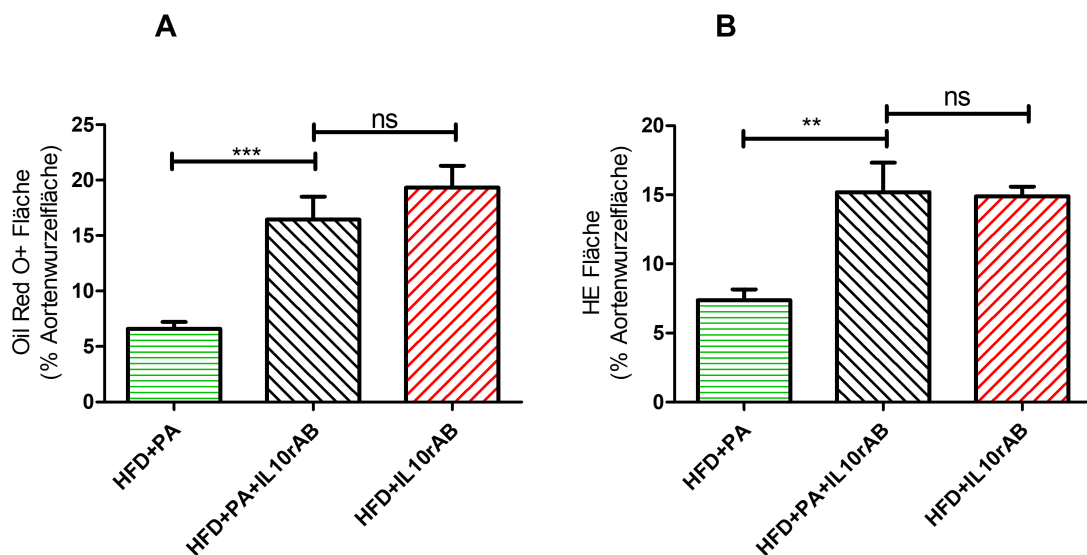 A
Oil Red O+ Fläche
(% Aortenwurzelfläche)
25
20
15
10
5
0
***
ns
HFD+PA
HFD+PA+IL10rAB
HFD+IL10rAB
B
HE Fläche
(% Aortenwurzelfläche)
20
15
10
5
0
**
ns
HFD+PA
HFD+PA+IL10rAB
HFD+IL10rAB